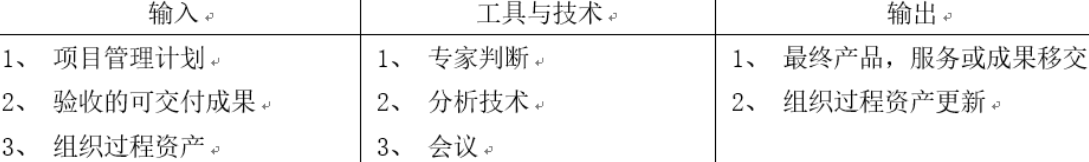 输入 工具与技术 输出
1、 项目管理计划 1、 专家判断 1、 最终产品，服务或成果移交
2、 验收的可交付成果 2、 分析技术 2、 组织过程资产更新
3、 组织过程资产 3、 会议